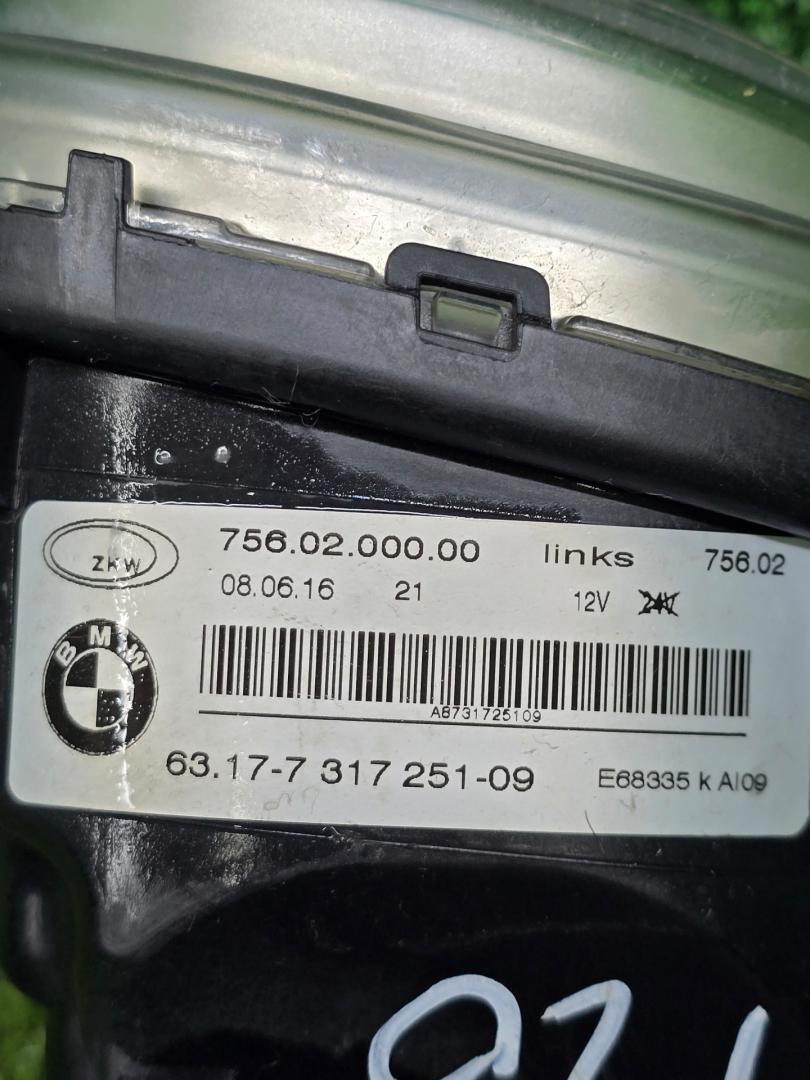 ZKW
756.02.000.00 links 756.02
08.06.16 21 12V
BMW
A8731725109
63.17-7 317 251-09 E68335 k AI09